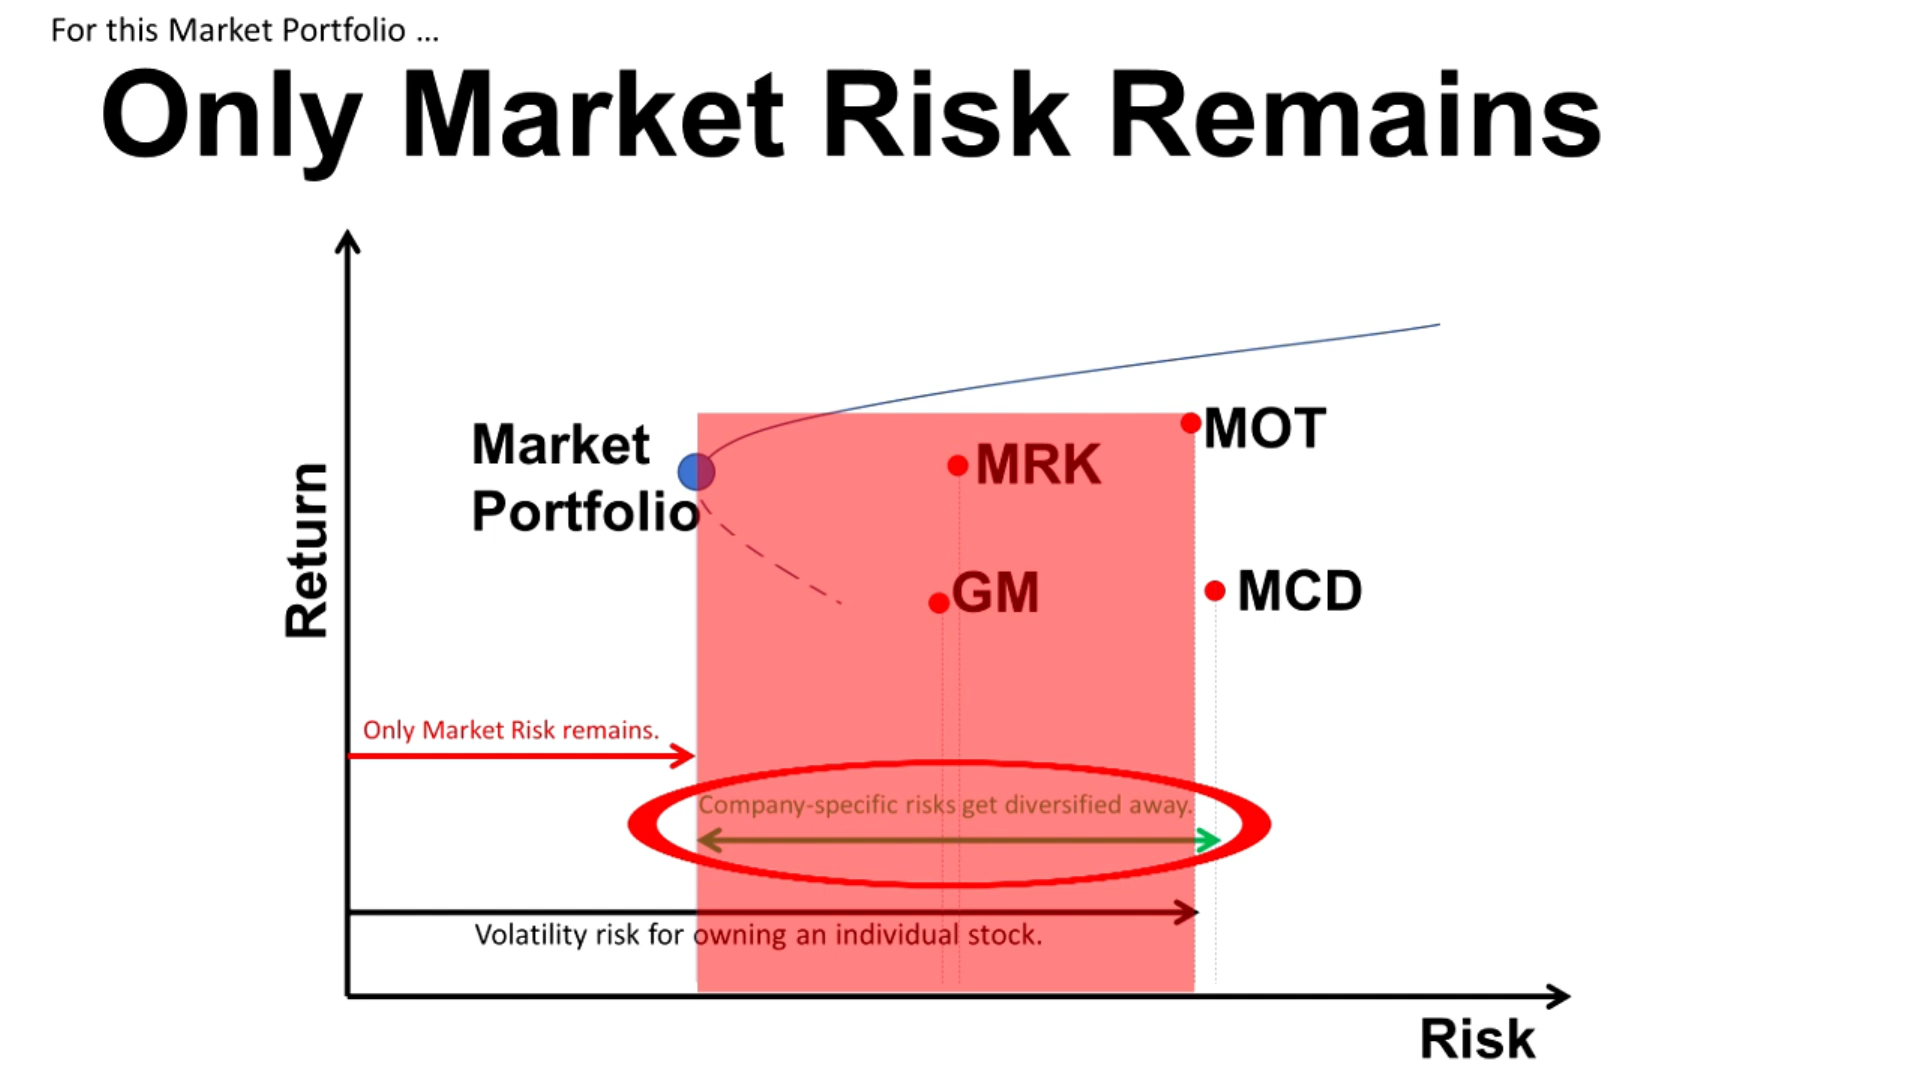 For this Market Portfolio ...
Only Market Risk Remains
Return
Market
Portfolio
MRK
MOT
GM
MCD
Only Market Risk remains.
Company-specific risks get diversified away.
Volatility risk for owning an individual stock.
Risk